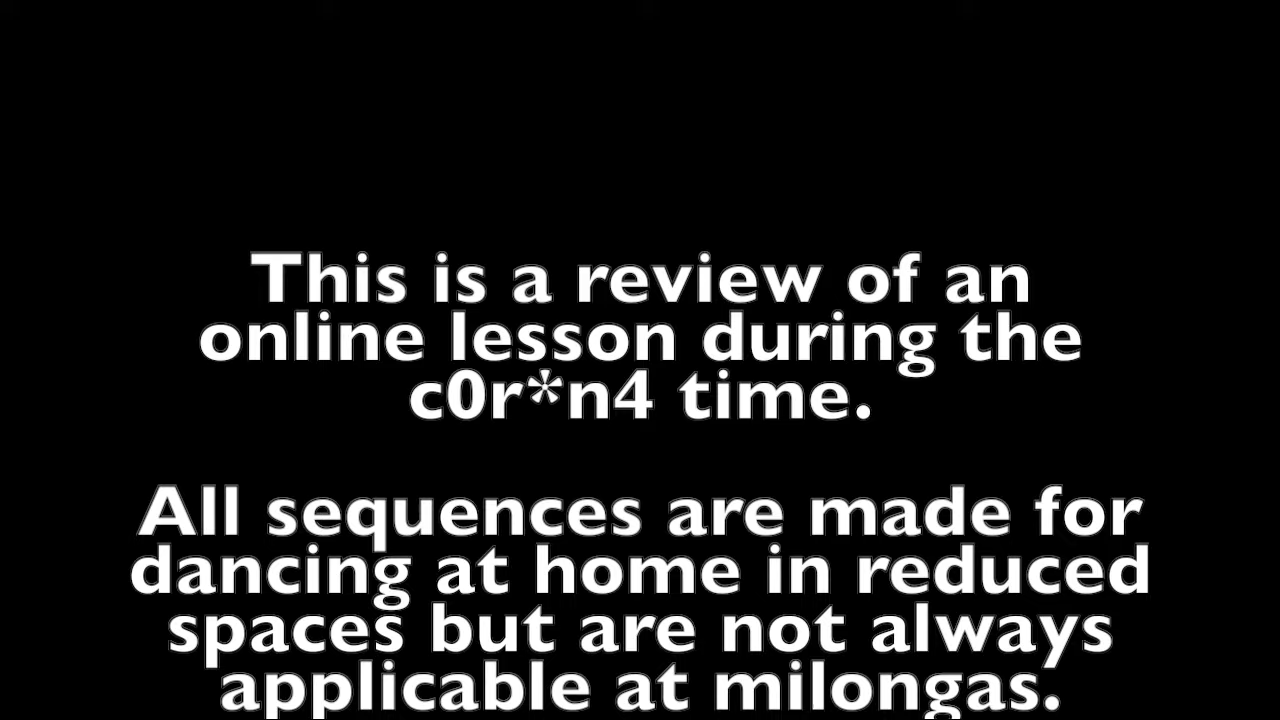 This is a review of an
online lesson during the
c0r*n4 time.
All sequences are made for
dancing at home in reduced
spaces but are not always
applicable at milongas.